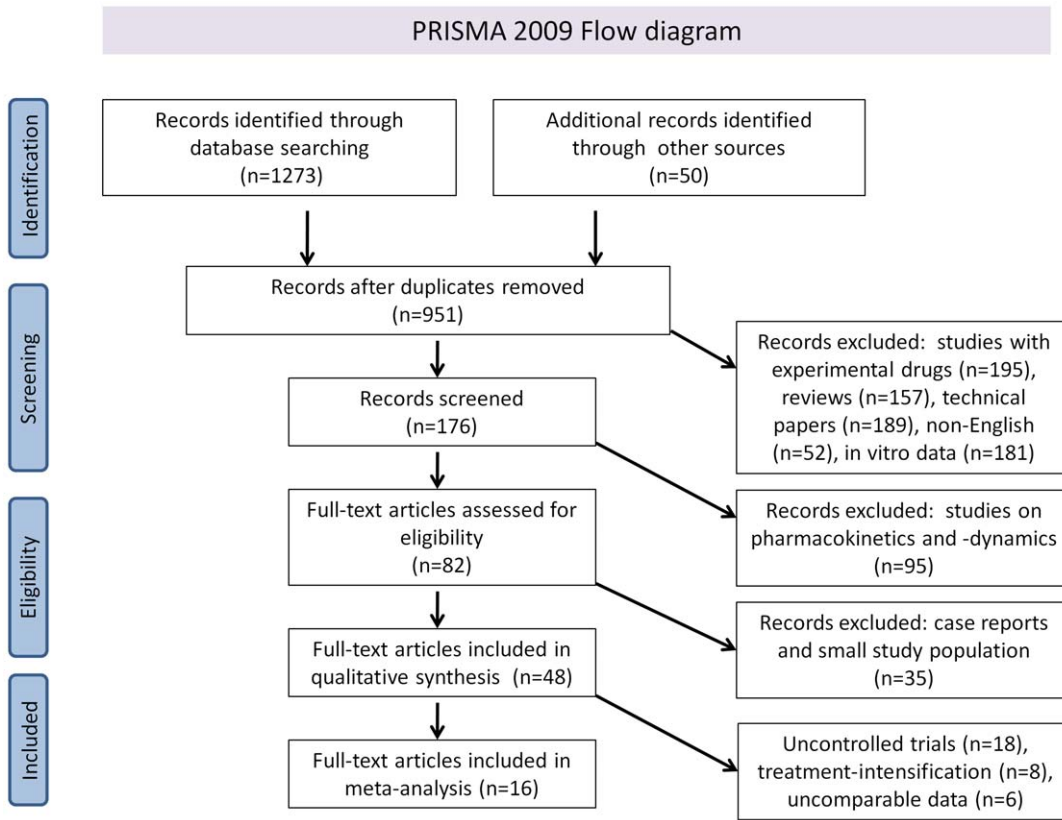 PRISMA 2009 Flow diagram
Identification
Records identified through
database searching
(n=1273)
Additional records identified
through other sources
(n=50)
Screening
Records after duplicates removed
(n=951)
Records excluded: studies with
experimental drugs (n=195),
reviews (n=157), technical
papers (n=189), non-English
(n=52), in vitro data (n=181)
Records screened
(n=176)
Records excluded: studies on
pharmacokinetics and -dynamics
(n=95)
Eligibility
Full-text articles assessed for
eligibility
(n=82)
Records excluded: case reports
and small study population
(n=35)
Full-text articles included in
qualitative synthesis (n=48)
Included
Uncontrolled trials (n=18),
treatment-intensification (n=8),
uncomparable data (n=6)
Full-text articles included in
meta-analysis (n=16)